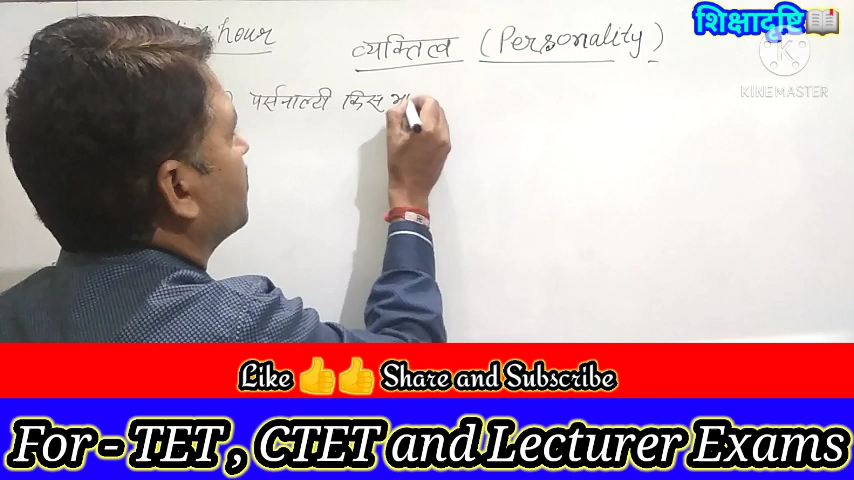 शिक्षादृष्टि
hour व्यक्तित्व (Personality)
KINEMASTER
पर्सनाल्टी किस
Like Share and Subscribe
For - TET , CTET and Lecturer Exams